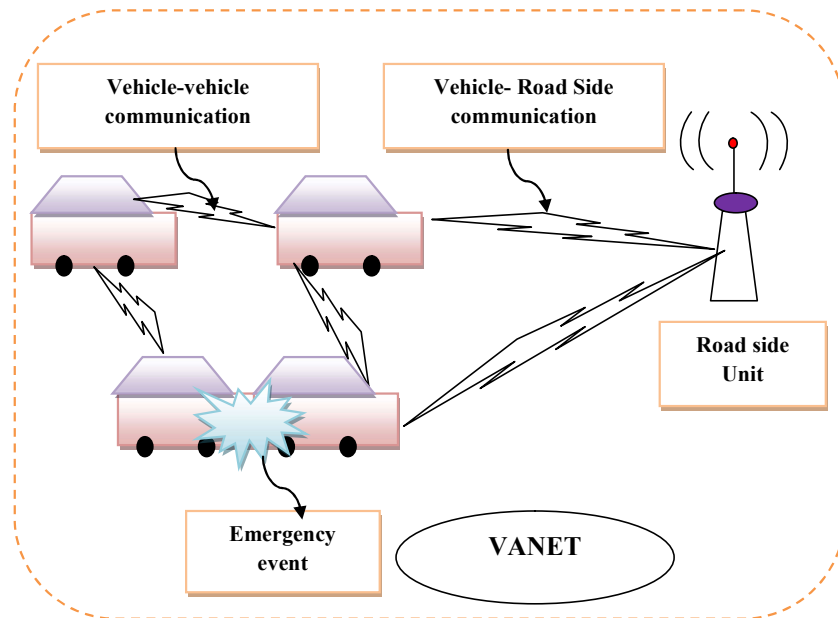 Vehicle-vehicle
communication
Vehicle- Road Side
communication
Road side
Unit
Emergency
event
VANET